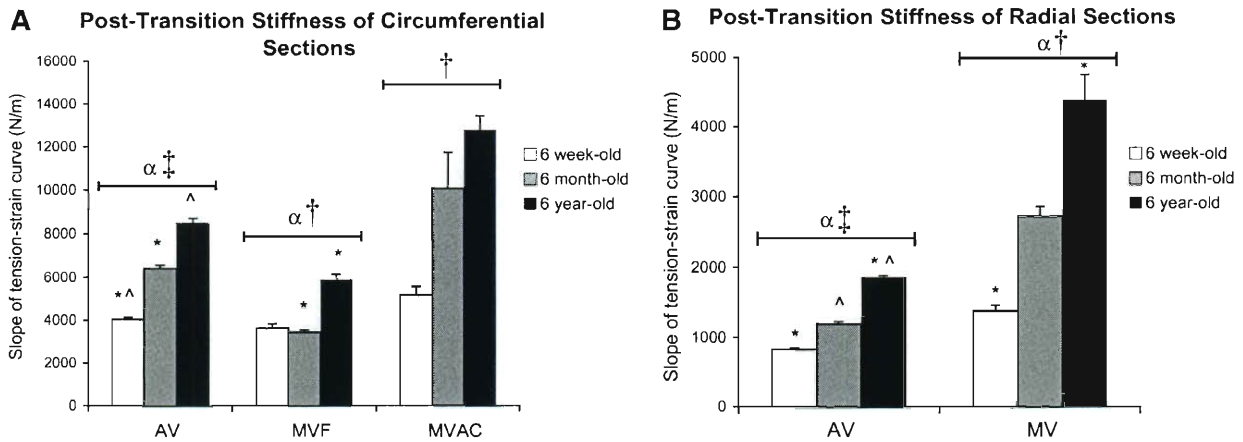 A
Post-Transition Stiffness of Circumferential
Sections
Slope of tension-strain curve (N/m)
16000
14000
12000
10000
8000
6000
4000
2000
0
α‡
* ^
*
^
α†
*
*
†
AV
MVF
MVAC
6 week-old
6 month-old
6 year-old
B
Post-Transition Stiffness of Radial Sections
Slope of tension-strain curve (N/m)
5000
4000
3000
2000
1000
0
α‡
*
^
* ^
α†
*
*
AV
MV
6 week-old
6 month-old
6 year-old